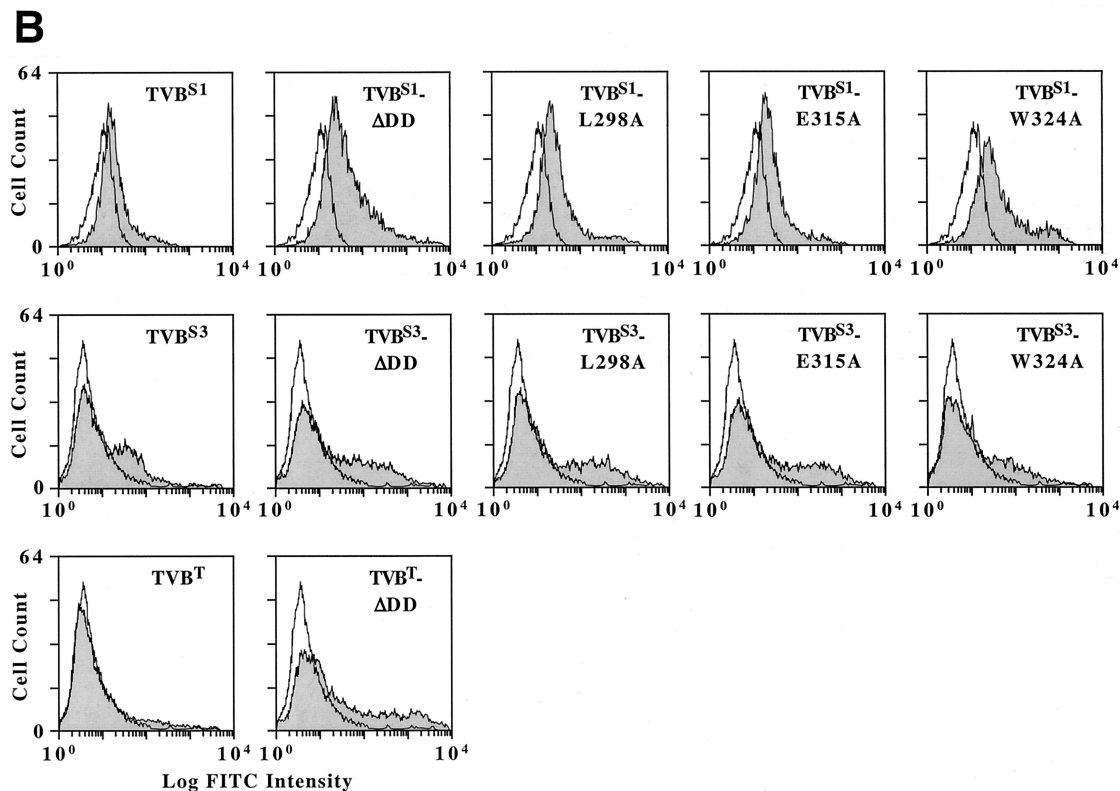 B
64
Cell Count
0
TVBS1
TVBS1-
ΔDD
TVBS1-
L298A
TVBS1-
E315A
TVBS1-
W324A
10⁰ 10⁴ 10⁰ 10⁴ 10⁰ 10⁴ 10⁰ 10⁴ 10⁰ 10⁴
64
Cell Count
0
TVBS3
TVBS3-
ΔDD
TVBS3-
L298A
TVBS3-
E315A
TVBS3-
W324A
10⁰ 10⁴ 10⁰ 10⁴ 10⁰ 10⁴ 10⁰ 10⁴ 10⁰ 10⁴
64
Cell Count
0
TVBT
TVBT-
ΔDD
10⁰ 10⁴ 10⁰ 10⁴
Log FITC Intensity